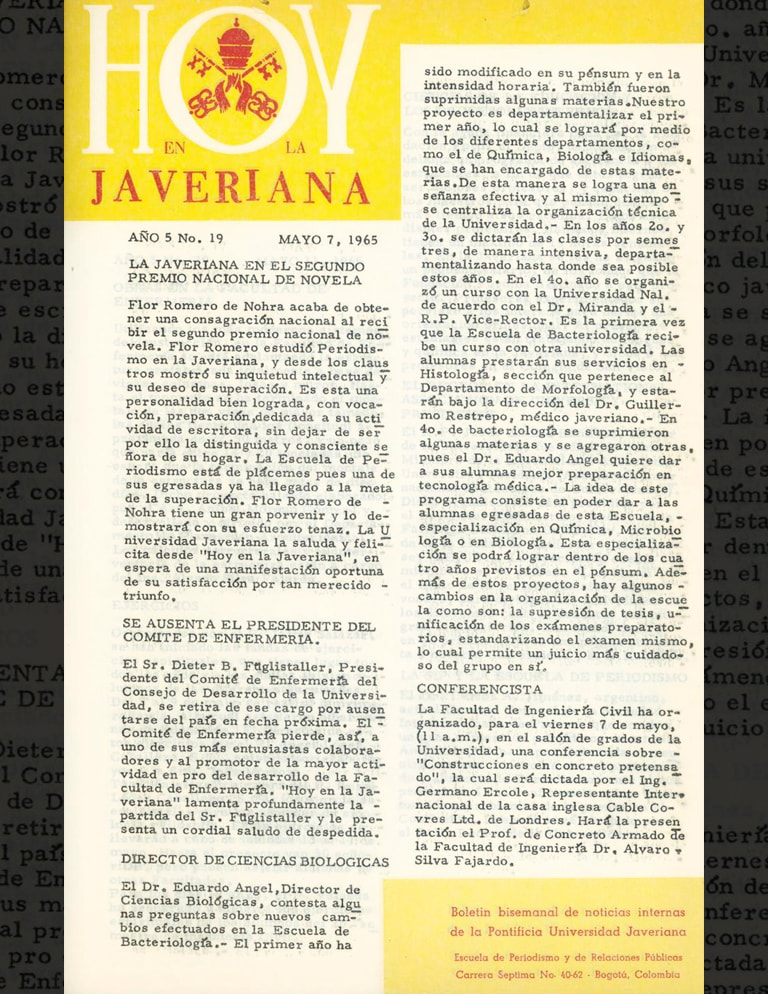 HOY
EN LA
JAVERIANA
AÑO 5 No. 19 MAYO 7, 1965
LA JAVERIANA EN EL SEGUNDO
PREMIO NACIONAL DE NOVELA
Flor Romero de Nohra acaba de obte-
ner una consagración nacional al reci
bir el segundo premio nacional de no-
vela. Flor Romero estudió Periodis-
mo en la Javeriana, y desde los claus
tros mostró su inquietud intelectual y
su deseo de superación. Es esta una
personalidad bien lograda, con voca-
ción, preparación,dedicada a su acti
vidad de escritora, sin dejar de ser
por ello la distinguida y consciente se
ñora de su hogar. La Escuela de Pe-
riodismo está de plácemes pues una de
sus egresadas ya ha llegado a la meta
de la superación. Flor Romero de -
Nohra tiene un gran porvenir y lo de-
mostrará con su esfuerzo tenaz. La U
niversidad Javeriana la saluda y feli-
cita desde "Hoy en la Javeriana", en
espera de una manifestación oportuna
de su satisfacción por tan merecido -
triunfo.
SE AUSENTA EL PRESIDENTE DEL
COMITE DE ENFERMERIA.
El Sr. Dieter B. Füglistaller, Presi-
dente del Comité de Enfermería del
Consejo de Desarrollo de la Universi-
dad, se retira de ese cargo por ausen
tarse del país en fecha próxima. El -
Comité de Enfermería pierde, así, a
uno de sus más entusiastas colabora-
dores y al promotor de la mayor acti-
vidad en pro del desarrollo de la Fa-
cultad de Enfermería. "Hoy en la Ja-
veriana" lamenta profundamente la -
partida del Sr. Füglistaller y le pre-
senta un cordial saludo de despedida.
DIRECTOR DE CIENCIAS BIOLOGICAS
El Dr. Eduardo Angel,Director de
Ciencias Biológicas, contesta algu
nas preguntas sobre nuevos cam-
bios efectuados en la Escuela de
Bacteriología.- El primer año ha
sido modificado en su pénsum y en la
intensidad horaria. También fueron
suprimidas algunas materias.Nuestro
proyecto es departamentalizar el pri-
mer año, lo cual se logrará por medio
de los diferentes departamentos, co-
mo el de Química, Biología e Idiomas,
que se han encargado de estas mate-
rias.De esta manera se logra una en
señanza efectiva y al mismo tiempo -
se centraliza la organización técnica
de la Universidad.- En los años 2o. y
3o. se dictarán las clases por semes
tres, de manera intensiva, departa-
mentalizando hasta donde sea posible
estos años. En el 4o. año se organi-
zó un curso con la Universidad Nal.
de acuerdo con el Dr. Miranda y el -
R.P. Vice-Rector. Es la primera vez
que la Escuela de Bacteriología reci-
be un curso con otra universidad. Las
alumnas prestarán sus servicios en -
Histología, sección que pertenece al
Departamento de Morfología, y esta-
rán bajo la dirección del Dr. Guiller-
mo Restrepo, médico javeriano.- En
4o. de bacteriología se suprimieron
algunas materias y se agregaron otras,
pues el Dr. Eduardo Angel quiere dar
a sus alumnas mejor preparación en
tecnología médica.- La idea de este
programa consiste en poder dar a las
alumnas egresadas de esta Escuela, -
especialización en Química, Microbio
logía o en Biología. Esta especializa-
ción se podrá lograr dentro de los cua
tro años previstos en el pénsum. Ade-
más de estos proyectos, hay algunos -
cambios en la organización de la escue
la como son: la supresión de tesis, u-
nificación de los exámenes preparato-
rios, estandarizando el examen mismo,
lo cual permite un juicio más cuidado-
so del grupo en sí.
CONFERENCISTA
La Facultad de Ingeniería Civil ha or-
ganizado, para el viernes 7 de mayo,
(11 a.m.), en el salón de grados de la
Universidad, una conferencia sobre -
"Construcciones en concreto pretensa
do", la cual será dictada por el Ing. -
Germano Ercole, Representante Inter-
nacional de la casa inglesa Cable Co-
vres Ltd. de Londres. Hará la presen
tación el Prof. de Concreto Armado de
la Facultad de Ingeniería Dr. Alvaro -
Silva Fajardo.
Boletín bisemanal de noticias internas
de la Pontificia Universidad Javeriana
Escuela de Periodismo y de Relaciones Públicas
Carrera Septima No. 40-62 - Bogotá, Colombia